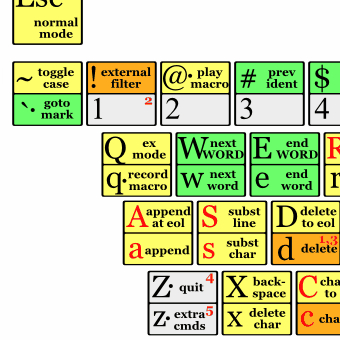 Esc
normal
mode
~ toggle
case
! external
filter
@· play
macro
# prev
ident
$
`· goto
mark
1 2
2
3
4
Q ex
mode
W next
WORD
E end
WORD
R
q· record
macro
w next
word
e end
word
r
A append
at eol
S subst
line
D delete
to eol
a append
s subst
char
d delete 1,3
Z· quit 4
X back-
space
C cha
to
Z· extra 5
cmds
x delete
char
c cha